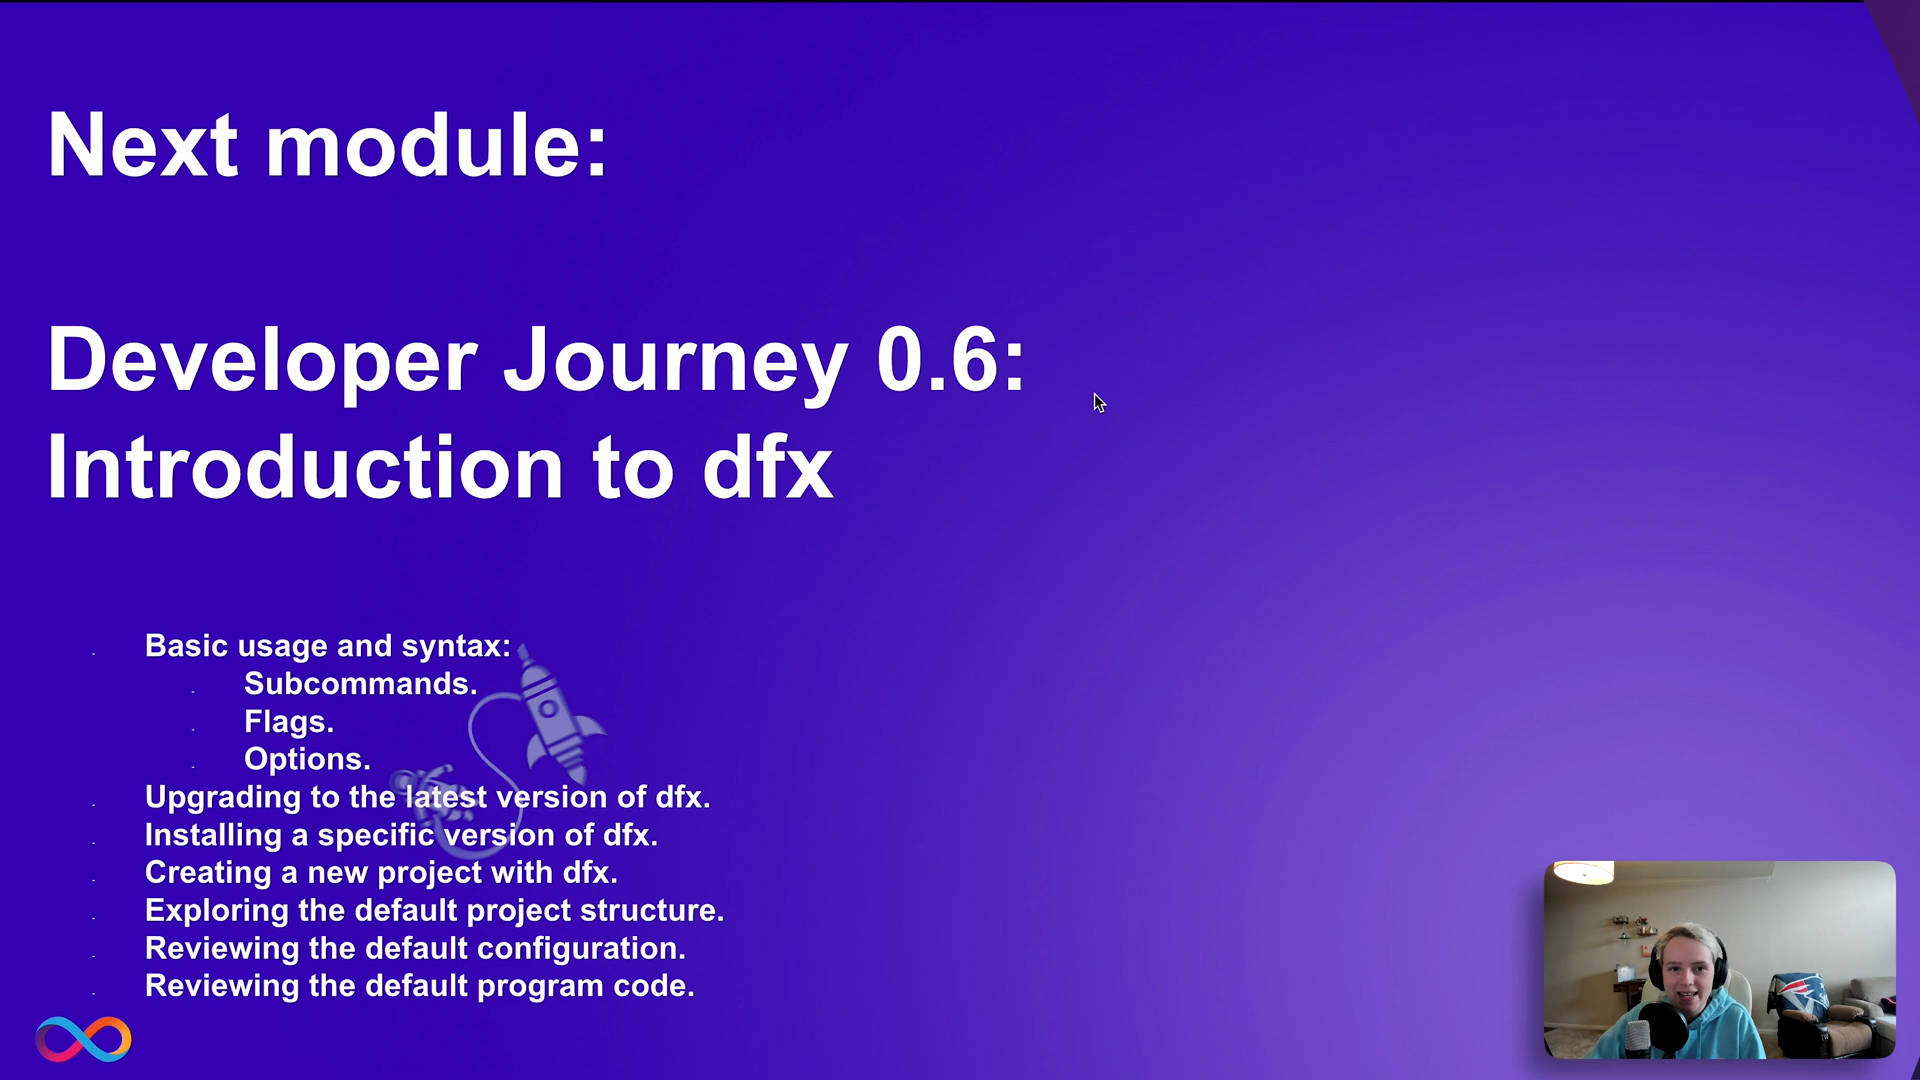 Next module:
Developer Journey 0.6:
Introduction to dfx
Basic usage and syntax:
Subcommands.
Flags.
Options.
Upgrading to the latest version of dfx.
Installing a specific version of dfx.
Creating a new project with dfx.
Exploring the default project structure.
Reviewing the default configuration.
Reviewing the default program code.